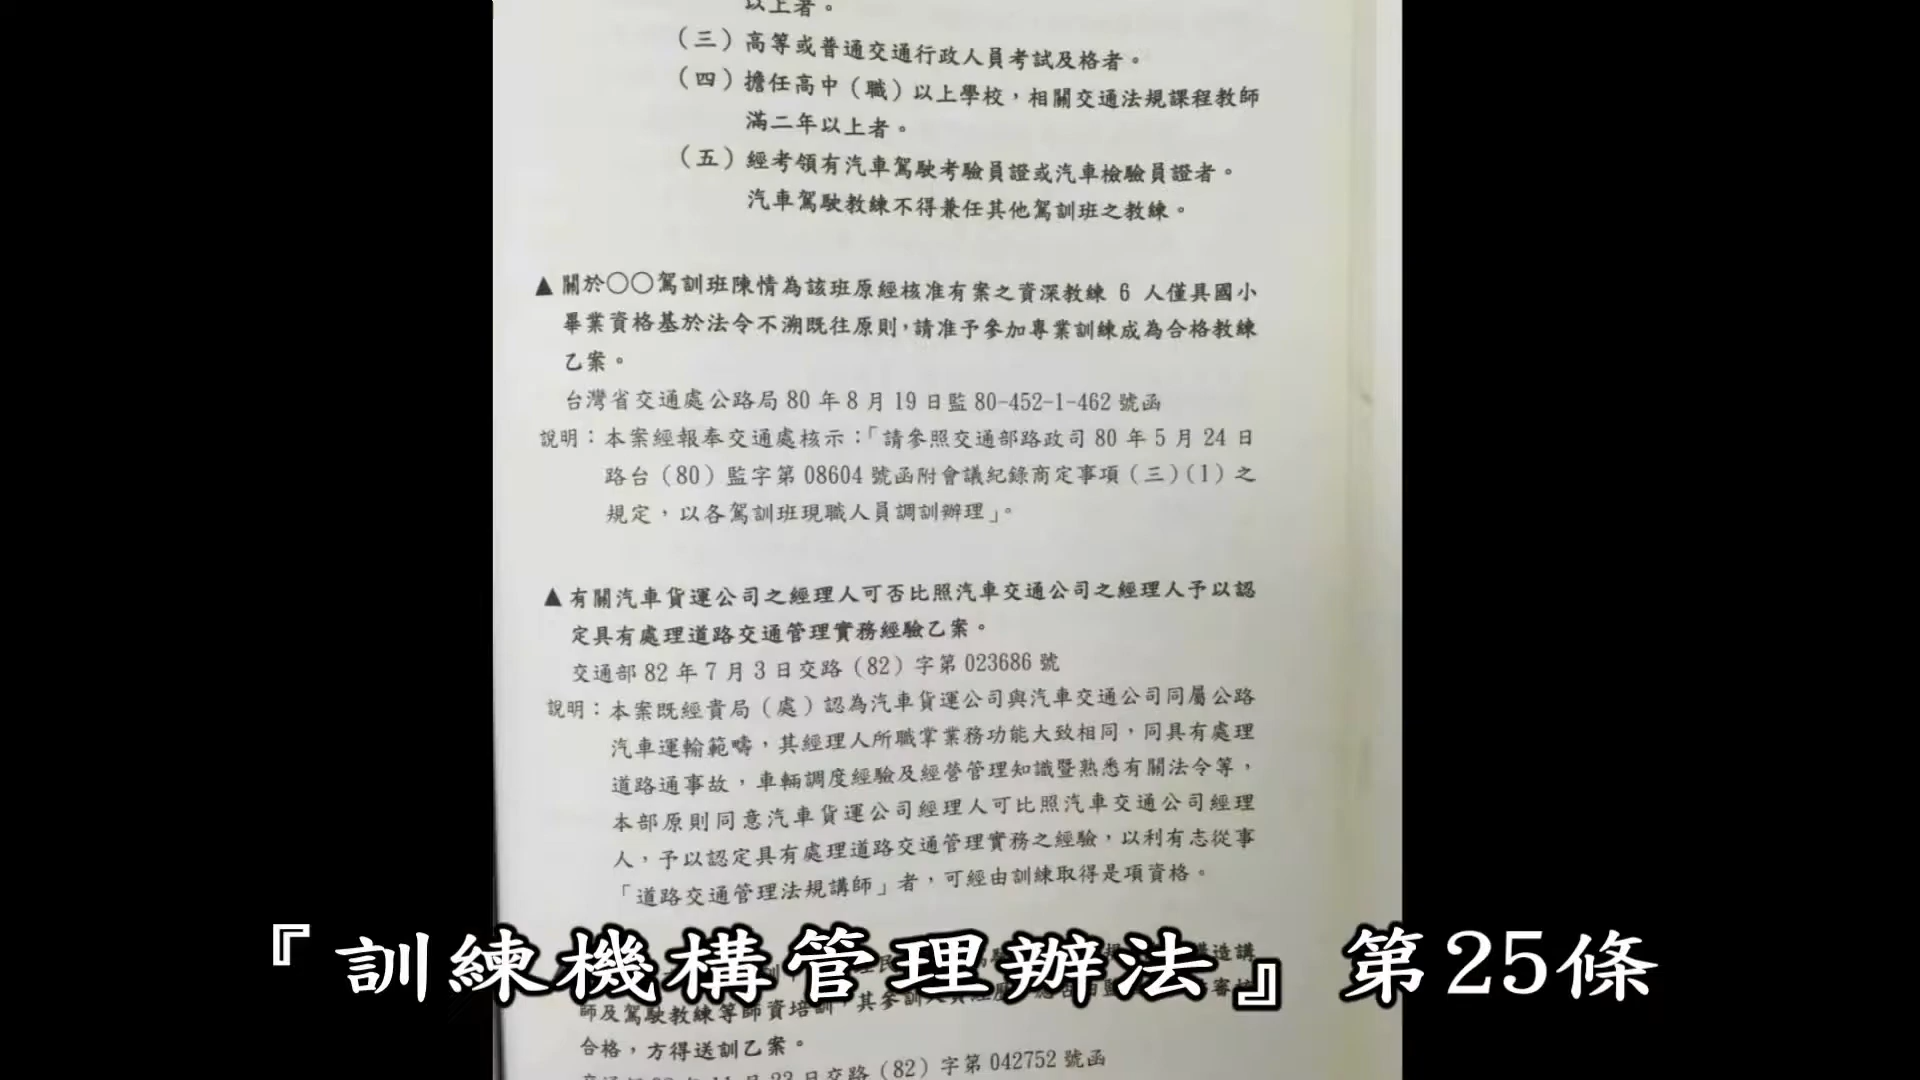 以上者。
（三）高等或普通交通行政人員考試及格者。
（四）擔任高中（職）以上學校，相關交通法規課程教師
滿二年以上者。
（五）經考領有汽車駕駛考驗員證或汽車檢驗員證者。
汽車駕駛教練不得兼任其他駕訓班之教練。
▲關於○○駕訓班陳情為該班原經核准有案之資深教練 6 人僅具國小
畢業資格基於法令不溯既往原則，請准予參加專業訓練成為合格教練
乙案。
台灣省交通處公路局 80 年 8 月 19 日監 80-452-1-462 號函
說明：本案經報奉交通處核示：「請參照交通部路政司 80 年 5 月 24 日
路台（80）監字第 08604 號函附會議紀錄商定事項（三）(1）之
規定，以各駕訓班現職人員調訓辦理」。
▲有關汽車貨運公司之經理人可否比照汽車交通公司之經理人予以認
定具有處理道路交通管理實務經驗乙案。
交通部 82 年 7 月 3 日交路（82）字第 023686 號
說明：本案既經貴局（處）認為汽車貨運公司與汽車交通公司同屬公路
汽車運輸範疇，其經理人所職掌業務功能大致相同，同具有處理
道路通事故，車輛調度經驗及經營管理知識暨熟悉有關法令等，
本部原則同意汽車貨運公司經理人可比照汽車交通公司經理
人，予以認定具有處理道路交通管理實務之經驗，以利有志從事
「道路交通管理法規講師」者，可經由訓練取得是項資格。
造講
師及駕駛教練等師資培訓，其參訓
合格，方得送訓乙案。
日交路（82）字第 042752 號函
『訓練機構管理辦法』第25條